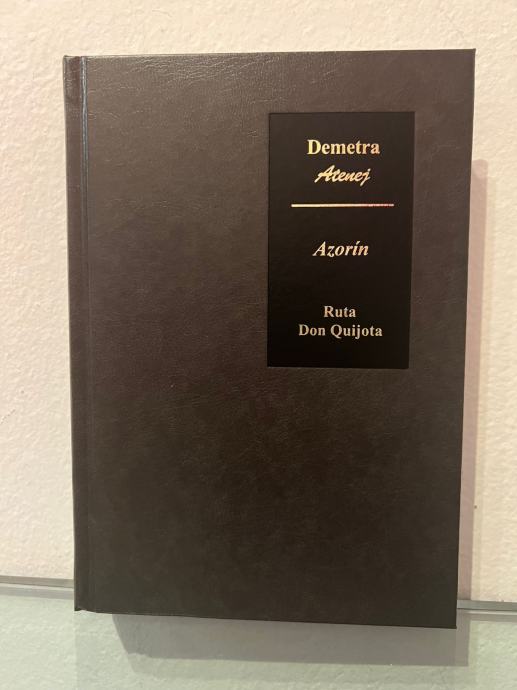 Demetra
Atenej
Azorín
Ruta
Don Quijota